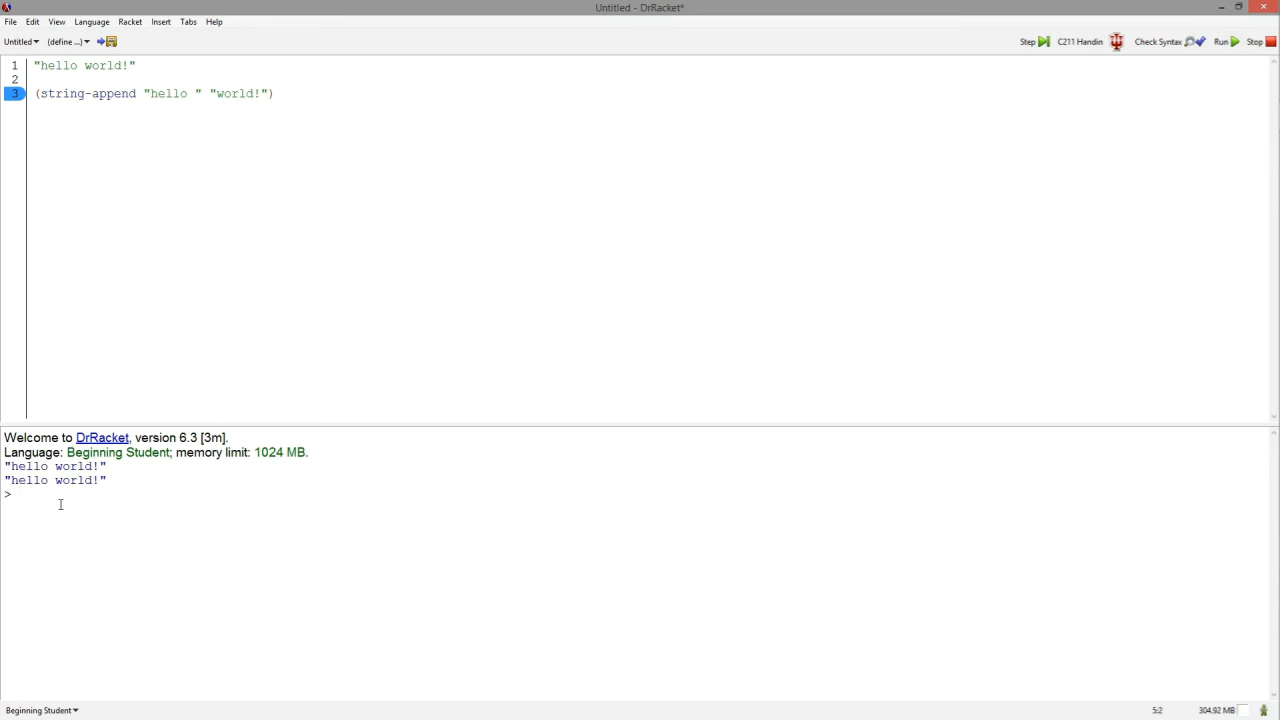 Untitled - DrRacket*
File Edit View Language Racket Insert Tabs Help
Untitled (define ...) Step C211 Handin Check Syntax Run Stop
1 "hello world!"
2
3 (string-append "hello " "world!")
Welcome to DrRacket, version 6.3 [3m].
Language: Beginning Student; memory limit: 1024 MB.
"hello world!"
"hello world!"
>
Beginning Student 5:2 304.92 MB